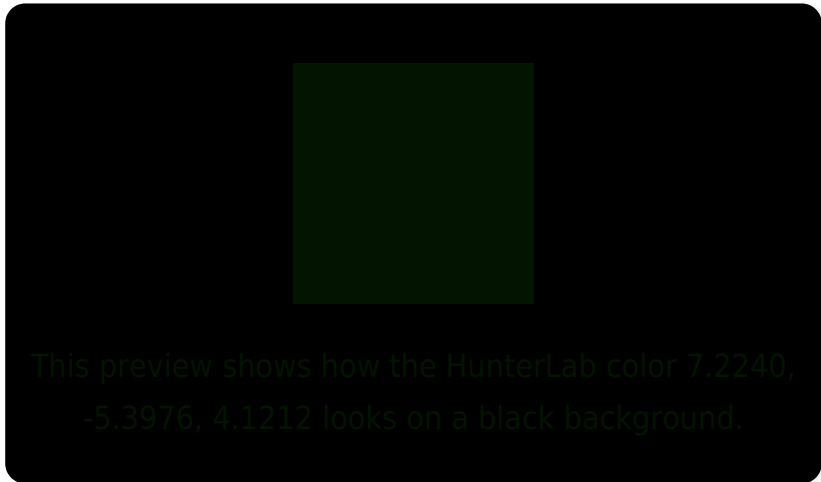 This preview shows how the HunterLab color 7.2240,
-5.3976, 4.1212 looks on a black background.